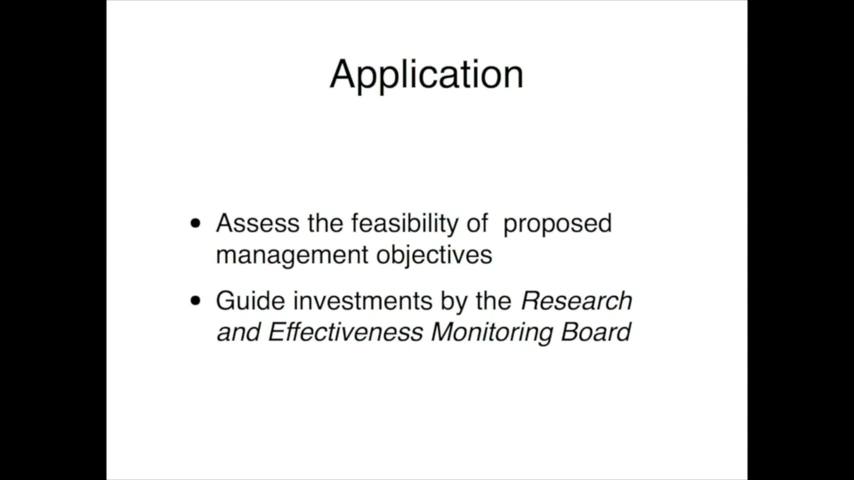 Application
• Assess the feasibility of proposed
management objectives
• Guide investments by the Research
and Effectiveness Monitoring Board